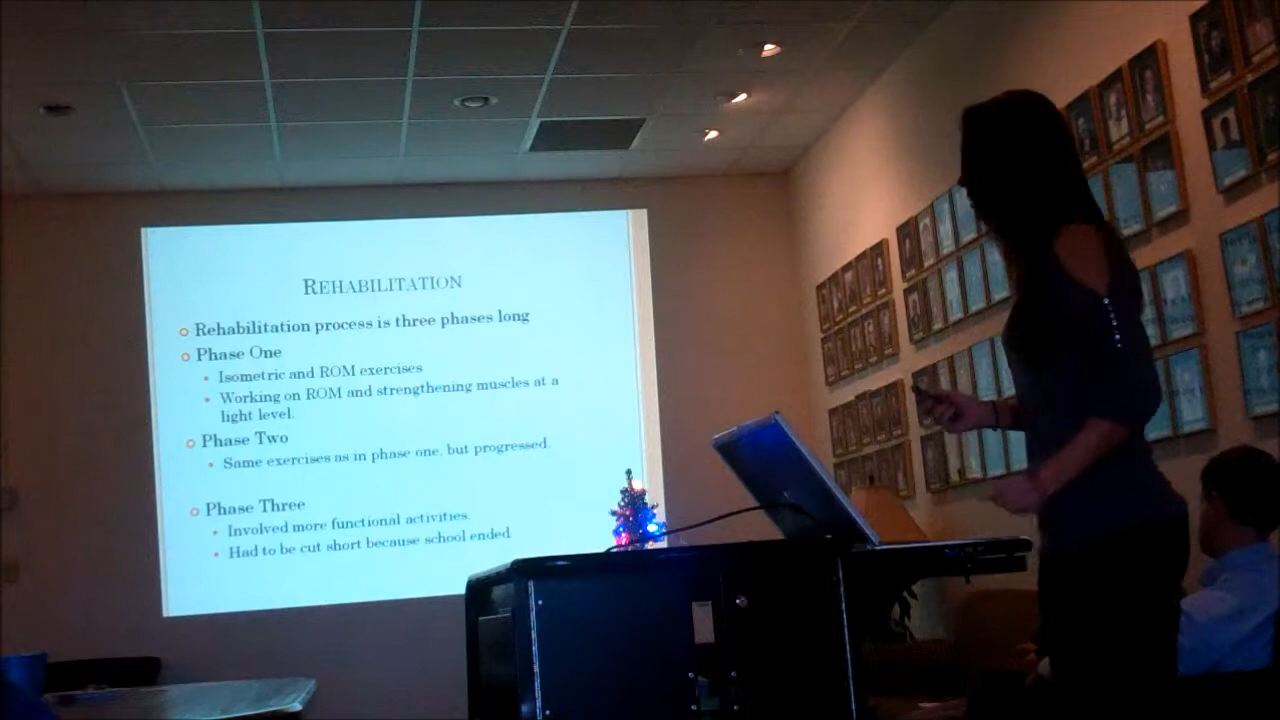 REHABILITATION
Rehabilitation process is three phases long
Phase One
Isometric and ROM exercises
Working on ROM and strengthening muscles at a
light level.
Phase Two
Same exercises as in phase one, but progressed.
Phase Three
Involved more functional activities.
Had to be cut short because school ended